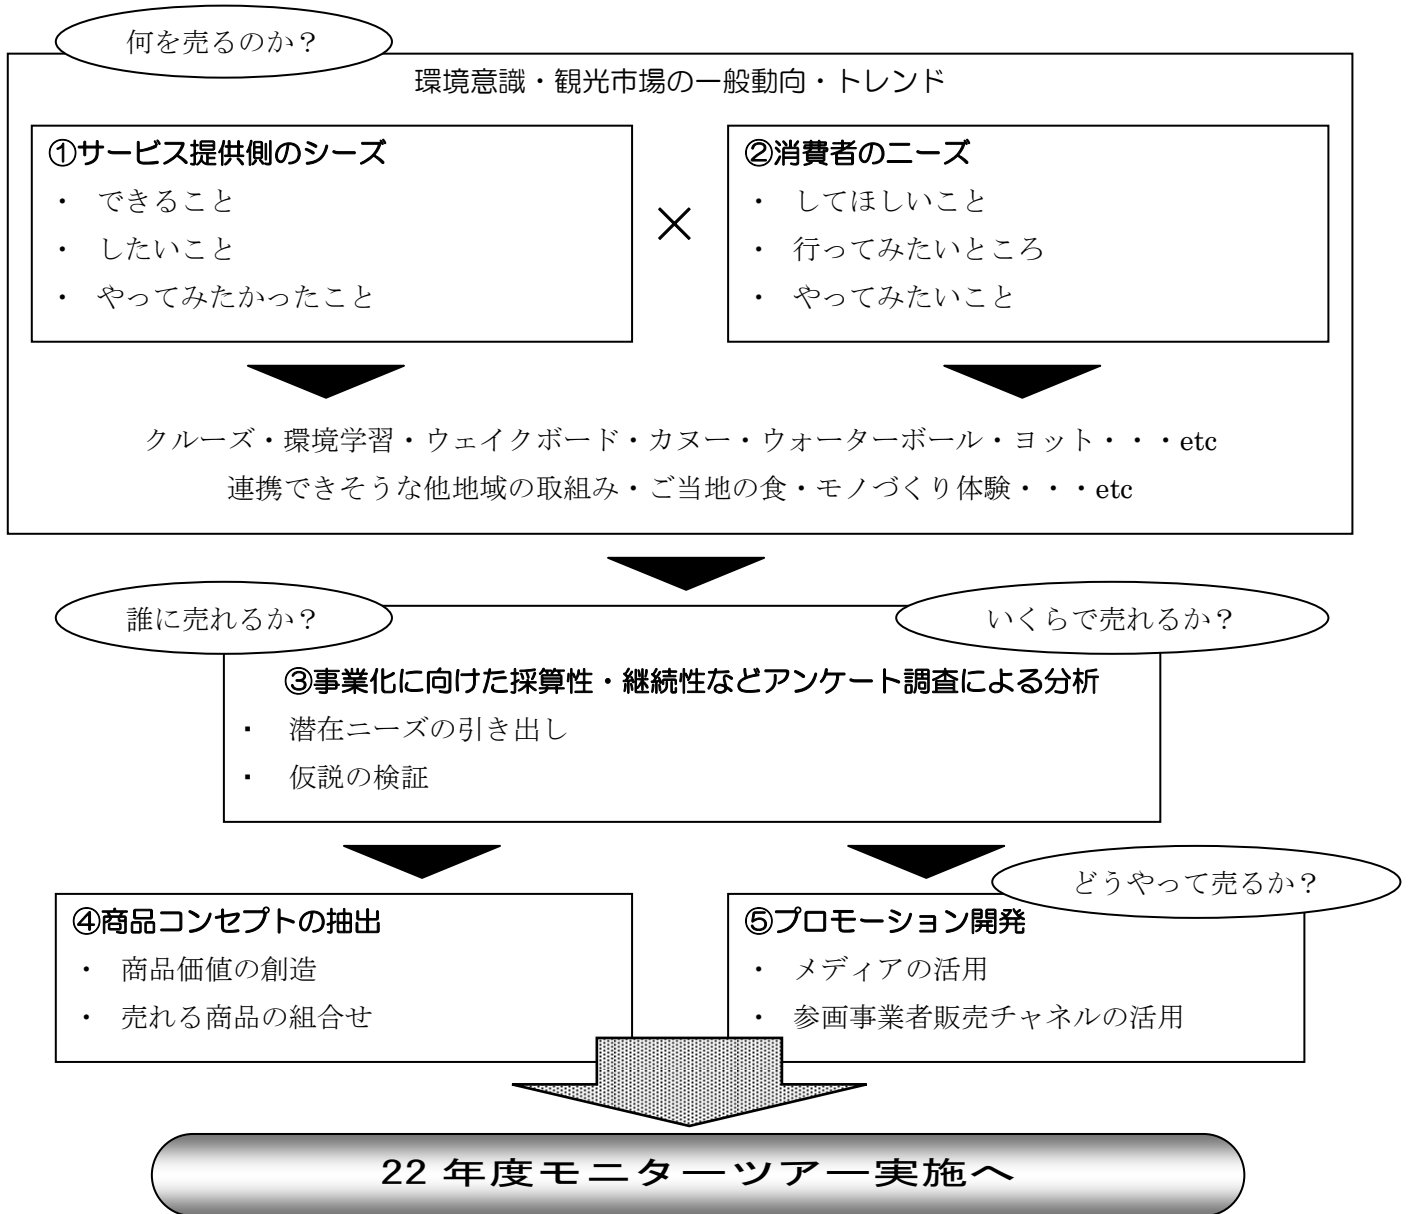 何を売るのか？
環境意識・観光市場の一般動向・トレンド
①サービス提供側のシーズ
・ できること
・ したいこと
・ やってみたかったこと
×
②消費者のニーズ
・ してほしいこと
・ 行ってみたいところ
・ やってみたいこと
クルーズ・環境学習・ウェイクボード・カヌー・ウォーターボール・ヨット・・・etc
連携できそうな他地域の取組み・ご当地の食・モノづくり体験・・・etc
誰に売れるか？
いくらで売れるか？
③事業化に向けた採算性・継続性などアンケート調査による分析
・ 潜在ニーズの引き出し
・ 仮説の検証
④商品コンセプトの抽出
・ 商品価値の創造
・ 売れる商品の組合せ
どうやって売るか？
⑤プロモーション開発
・ メディアの活用
・ 参画事業者販売チャネルの活用
22 年度モニターツアー実施へ